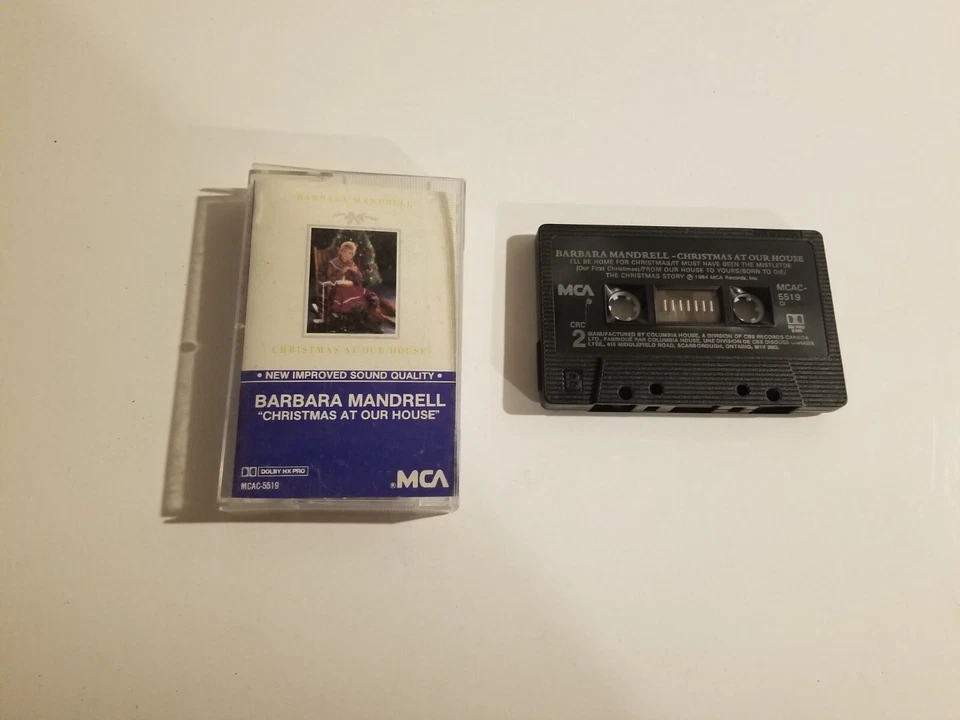 BARBARA MANDRELL
CHRISTMAS AT OUR HOUSE
• NEW IMPROVED SOUND QUALITY •
BARBARA MANDRELL
"CHRISTMAS AT OUR HOUSE"
DOLBY HX PRO
MCAC-5519
®MCA
BARBARA MANDRELL - CHRISTMAS AT OUR HOUSE
I'LL BE HOME FOR CHRISTMAS/IT MUST HAVE BEEN THE MISTLETOE
(Our First Christmas)/FROM OUR HOUSE TO YOURS/BORN TO DIE/
THE CHRISTMAS STORY ℗ 1984 MCA Records, Inc.
MCA
MCAC-
5519
Cr
CRC
2
MANUFACTURED BY COLUMBIA HOUSE, A DIVISION OF CBS RECORDS CANADA
LTD., FABRIQUÉ PAR COLUMBIA HOUSE, UNE DIVISION DE CBS DISQUES CANADA
LTÉE., MIDDLEFIELD ROAD, SCARBOROUGH, ONTARIO,